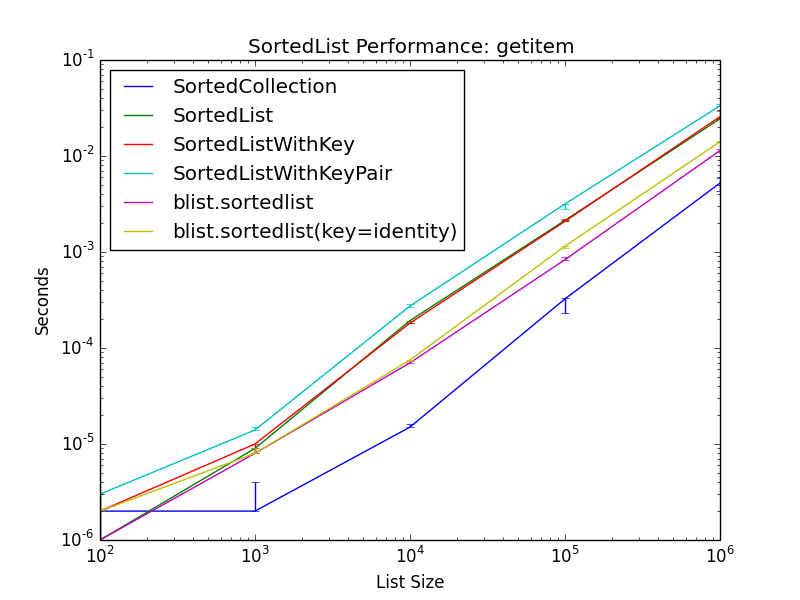 SortedList Performance: getitem
10^-1
SortedCollection
SortedList
SortedListWithKey
SortedListWithKeyPair
blist.sortedlist
blist.sortedlist(key=identity)
10^-2
10^-3
10^-4
10^-5
10^-6
Seconds
10^2
10^3
10^4
10^5
10^6
List Size